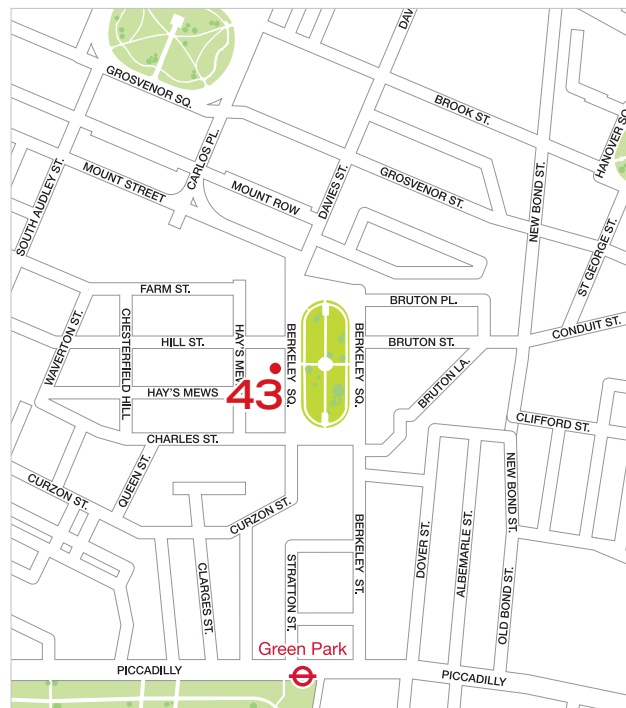 DAV
GROSVENOR SQ.
BROOK ST.
HANOVER SQ
CARLOS PL.
MOUNT STREET
MOUNT ROW
DAVIES ST.
GROSVENOR ST.
SOUTH AUDLEY ST.
NEW BOND ST.
ST GEORGE ST.
FARM ST.
BRUTON PL.
WAVERTON ST.
CHESTERFIELD HILL
HILL ST.
HAY'S MEW
BERKELEY SQ.
BERKELEY SQ.
BRUTON ST.
CONDUIT ST.
43
HAY'S MEWS
BRUTON LA.
CHARLES ST.
CLIFFORD ST.
QUEEN ST.
CURZON ST.
CURZON ST.
NEW BOND ST.
BERKELEY ST.
STRATTON ST.
CLARGES ST.
DOVER ST.
ALBEMARLE ST.
OLD BOND ST.
Green Park
PICCADILLY
PICCADILLY